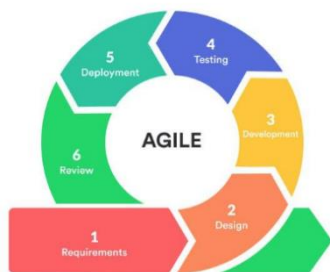 5
Deployment
4
Testing
3
Development
AGILE
6
Review
2
Design
1
Requirements